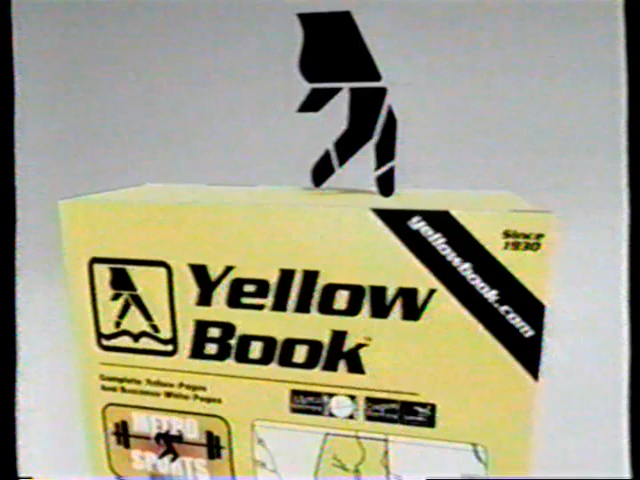 yellowbook.com
Since
1930
Yellow
Book
Complete Yellow Pages
and Business White Pages
METRO
SPORTS